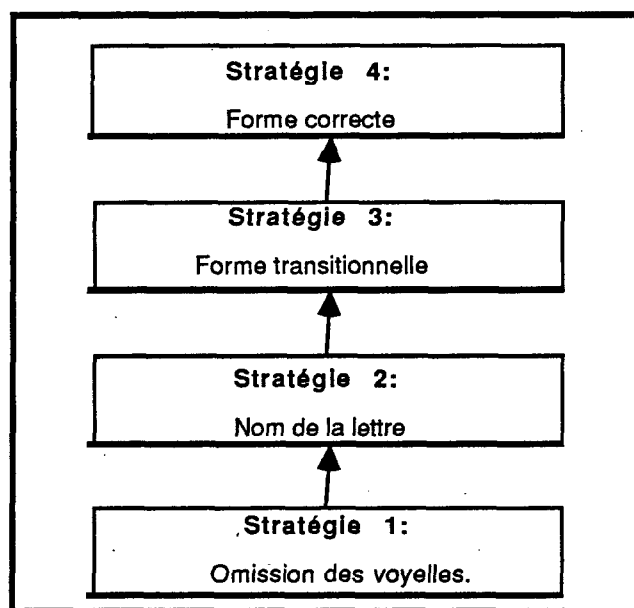 Stratégie 4:
Forme correcte
Stratégie 3:
Forme transitionnelle
Stratégie 2:
Nom de la lettre
Stratégie 1:
Omission des voyelles.